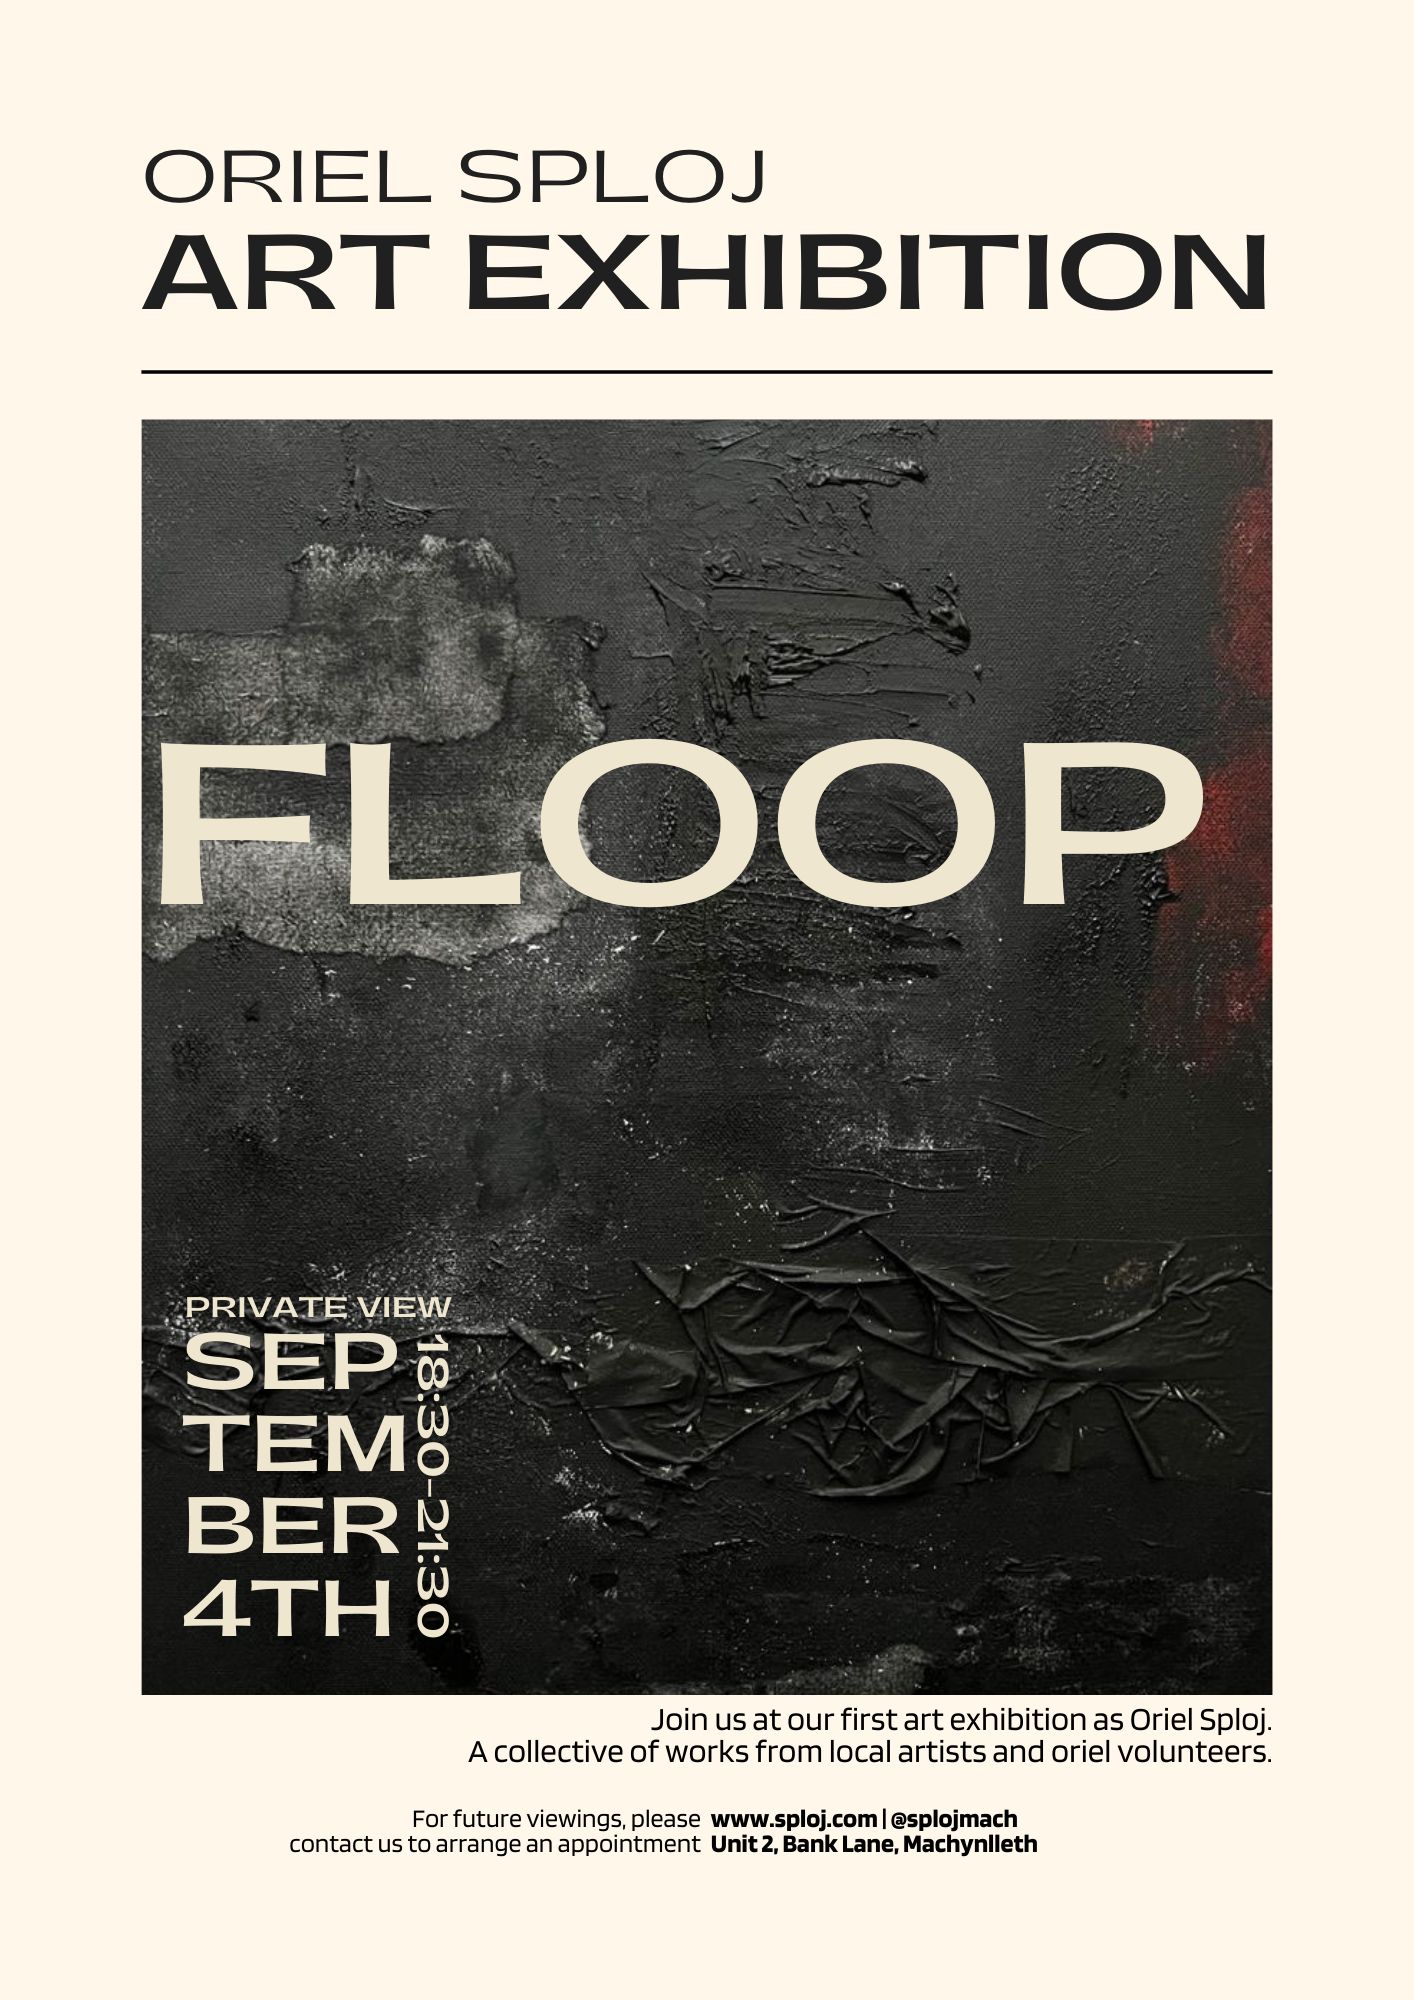 ORIEL SPLOJ
ART EXHIBITION
FLOOP
PRIVATE VIEW
SEP
TEM
BER
4TH
18:30-21:30
Join us at our first art exhibition as Oriel Sploj.
A collective of works from local artists and oriel volunteers.
For future viewings, please
contact us to arrange an appointment
www.sploj.com | @splojmach
Unit 2, Bank Lane, Machynlleth